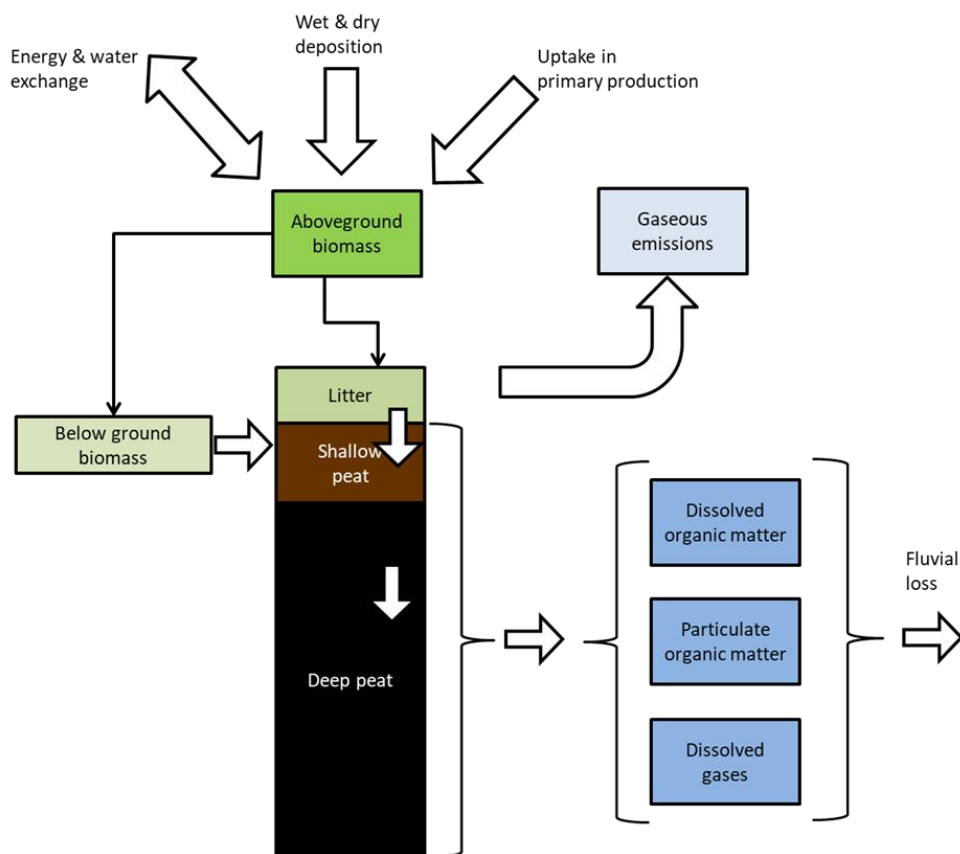 Wet & dry
deposition
Energy & water
exchange
Uptake in
primary production
Aboveground
biomass
Gaseous
emissions
Litter
Below ground
biomass
Shallow
peat
Dissolved
organic matter
Fluvial
loss
Particulate
organic matter
Deep peat
Dissolved
gases